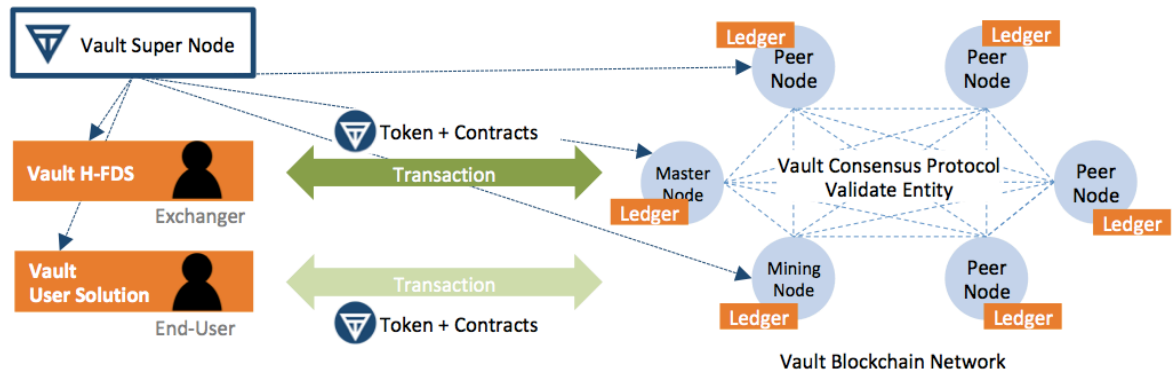 Vault Super Node
Ledger
Peer
Node
Ledger
Peer
Node
Token + Contracts
Vault H-FDS
Exchanger
Transaction
Master
Node
Ledger
Vault Consensus Protocol
Validate Entity
Peer
Node
Ledger
Vault
User Solution
End-User
Transaction
Token + Contracts
Mining
Node
Ledger
Peer
Node
Ledger
Vault Blockchain Network